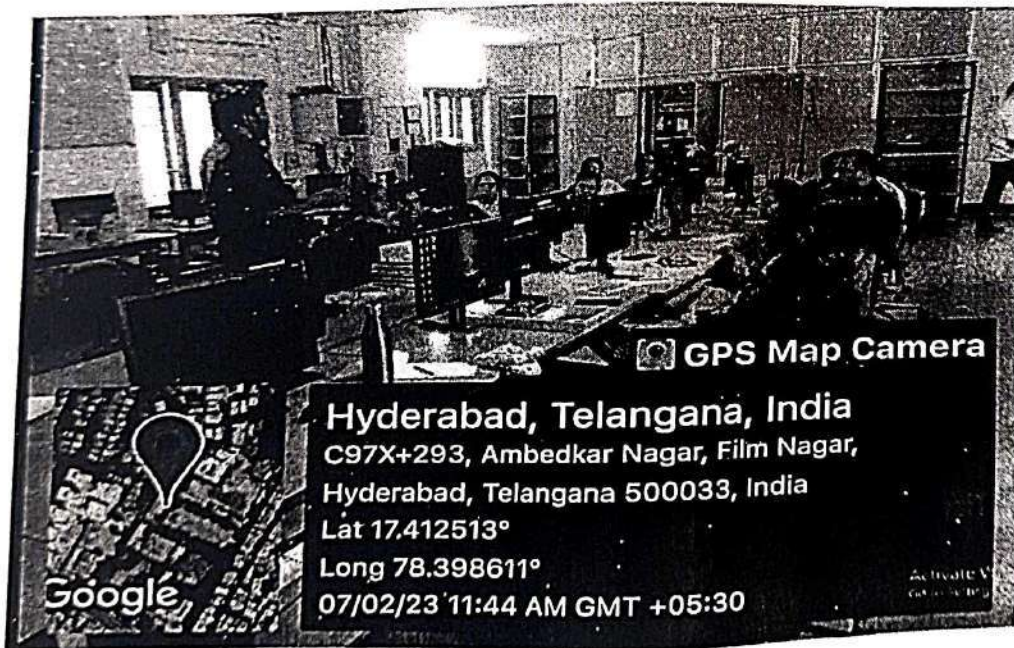 GPS Map Camera
Hyderabad, Telangana, India
C97X+293, Ambedkar Nagar, Film Nagar,
Hyderabad, Telangana 500033, India
Lat 17.412513°
Long 78.398611°
07/02/23 11:44 AM GMT +05:30
Google
Activate